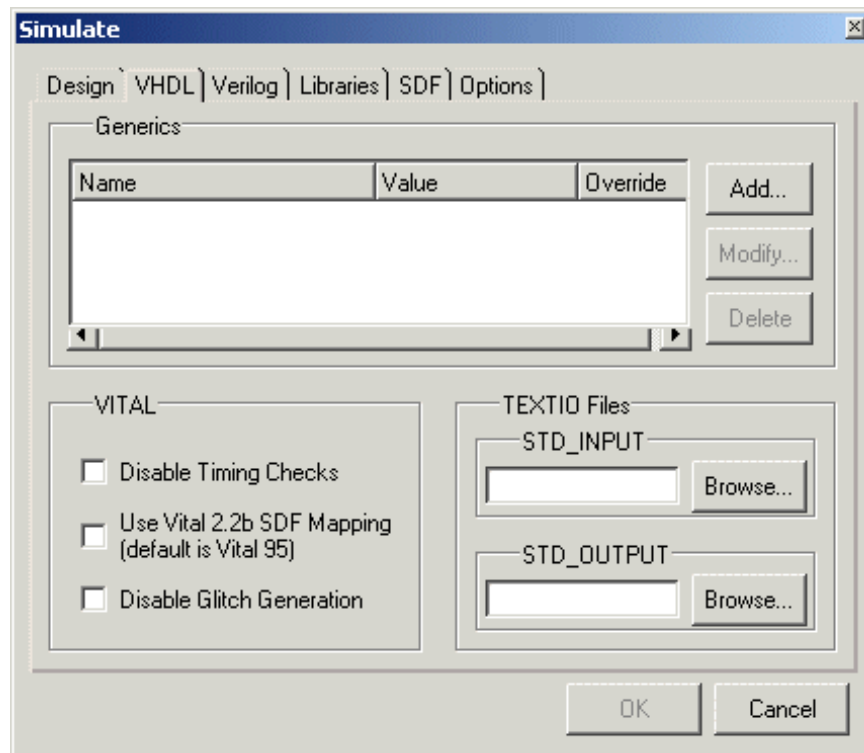 Simulate
Design VHDL Verilog Libraries SDF Options
Generics
Name Value Override
Add...
Modify...
Delete
VITAL
Disable Timing Checks
Use Vital 2.2b SDF Mapping
(default is Vital 95)
Disable Glitch Generation
TEXTIO Files
STD_INPUT
Browse...
STD_OUTPUT
Browse...
OK Cancel